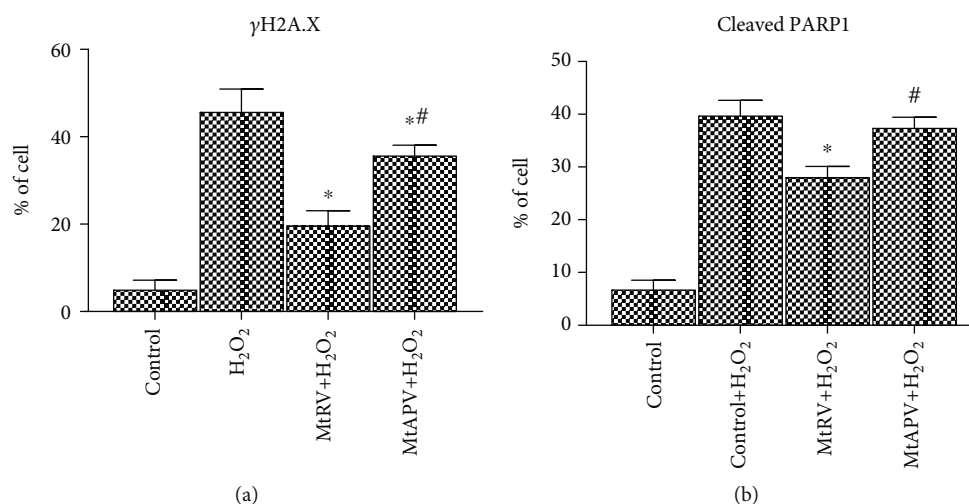 γH2A.X
60
40
20
0
% of cell
*
*#
Control
H₂O₂
MtRV+H₂O₂
MtAPV+H₂O₂
(a)
Cleaved PARP1
50
40
30
20
10
0
% of cell
*
#
Control
Control+H₂O₂
MtRV+H₂O₂
MtAPV+H₂O₂
(b)